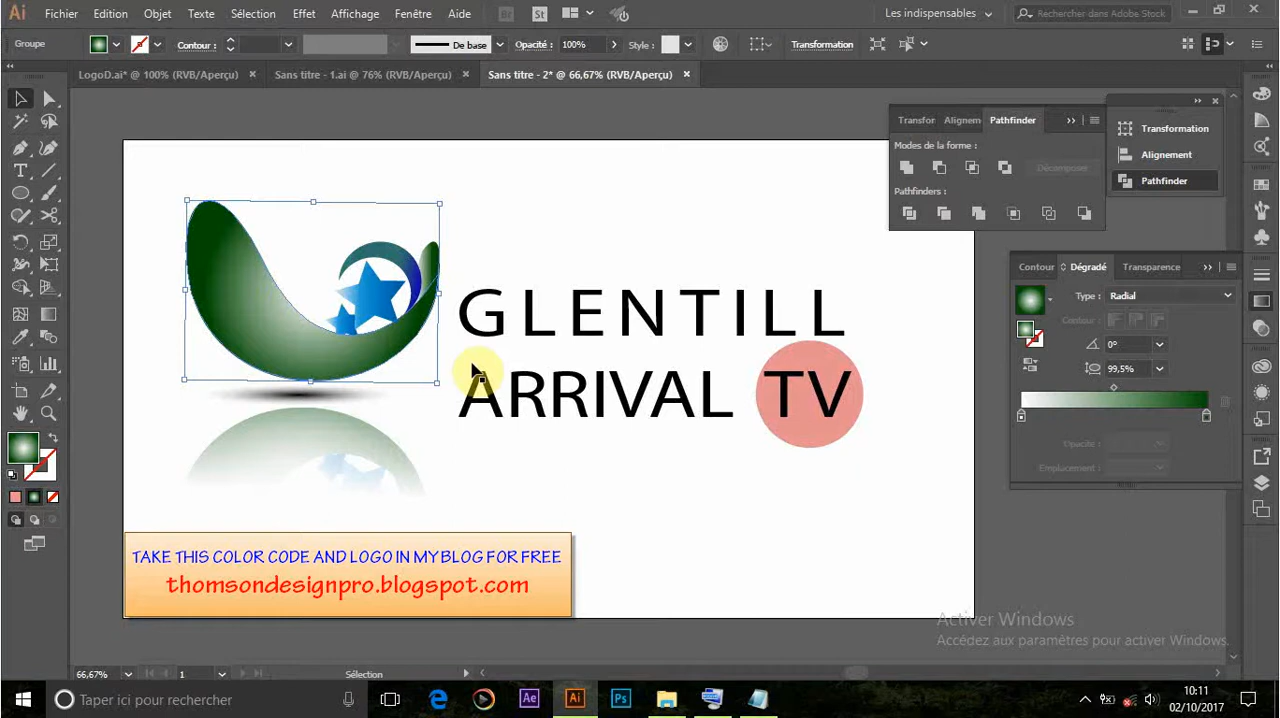 Ai Fichier Edition Objet Texte Sélection Effet Affichage Fenêtre Aide Br St Les indispensables Rechercher dans Adobe Stock
Groupe Contour : De base Opacité : 100% Style : Transformation
LogoD.ai* @ 100% (RVB/Aperçu) × Sans titre - 1.ai @ 76% (RVB/Aperçu) × Sans titre - 2* @ 66,67% (RVB/Aperçu) ×
Transfor Alignem Pathfinder
Modes de la forme :
Décomposer
Pathfinders :
Transformation
Alignement
Pathfinder
Contour Dégradé Transparence
Type : Radial
Contour :
0°
99,5%
Opacité :
Emplacement :
GLENTILL
ARRIVAL TV
TAKE THIS COLOR CODE AND LOGO IN MY BLOG FOR FREE
thomsondesignpro.blogspot.com
Activer Windows
Accédez aux paramètres pour activer Windows.
66,67% 1 Sélection
Taper ici pour rechercher
Ae Ai Ps
10:11
02/10/2017